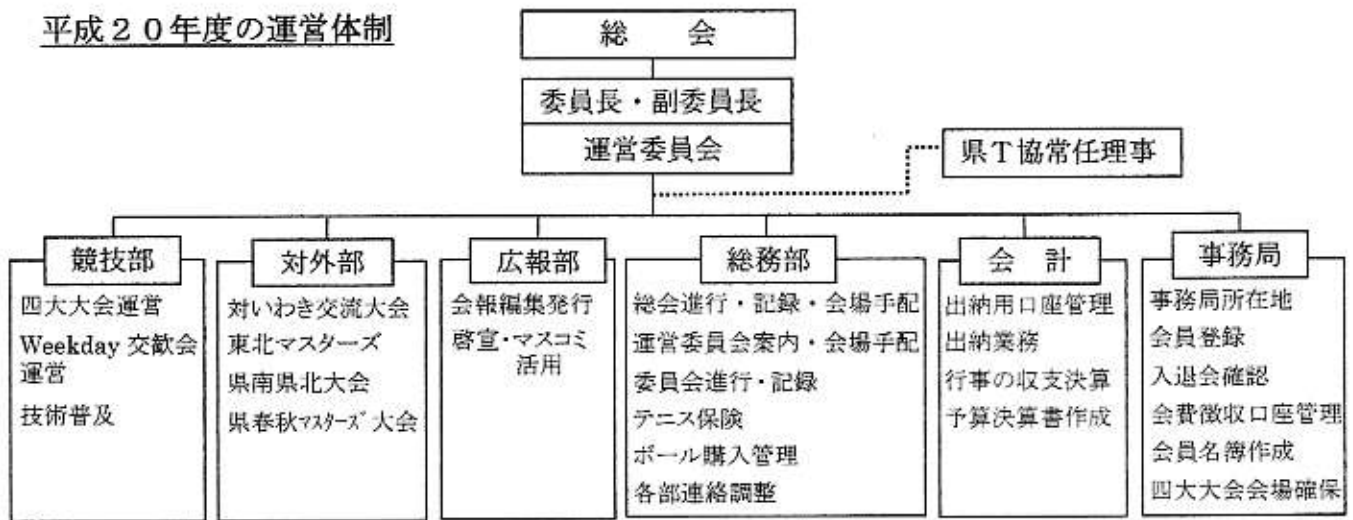 平成２０年度の運営体制
総　会
委員長・副委員長
運営委員会
県Ｔ協常任理事
競技部
四大大会運営
Weekday 交歓会
運営
技術普及
対外部
対いわき交流大会
東北マスターズ
県南県北大会
県春秋ﾏｽﾀｰｽﾞ大会
広報部
会報編集発行
啓宣・マスコミ
活用
総務部
総会進行・記録・会場手配
運営委員会案内・会場手配
委員会進行・記録
テニス保険
ボール購入管理
各部連絡調整
会　計
出納用口座管理
出納業務
行事の収支決算
予算決算書作成
事務局
事務局所在地
会員登録
入退会確認
会費徴収口座管理
会員名簿作成
四大大会会場確保